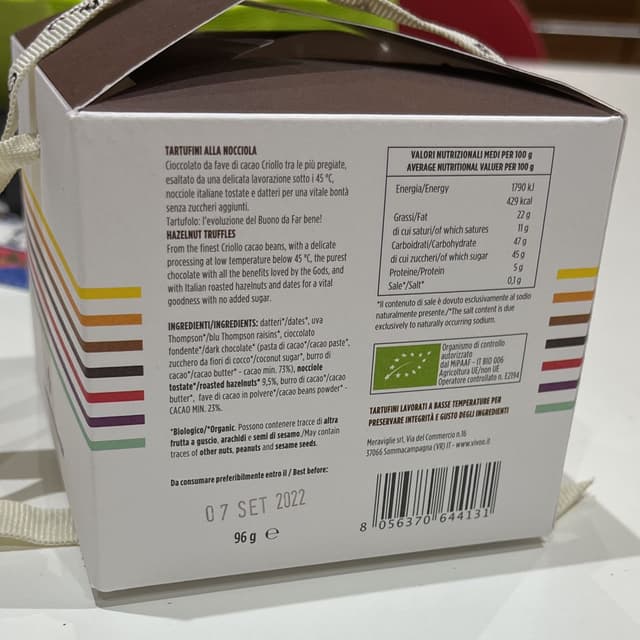 TARTUFINI ALLA NOCCIOLA
Cioccolato da fave di cacao Criollo tra le più pregiate,
esaltato da una delicata lavorazione sotto i 45 °C,
nocciole italiane tostate e datteri per una vitale bontà
senza zuccheri aggiunti.
Tartufolo: l'evoluzione del Buono da Far bene!
HAZELNUT TRUFFLES
From the finest Criollo cacao beans, with a delicate
processing at low temperature below 45 °C, the purest
chocolate with all the benefits loved by the Gods, and
with Italian roasted hazelnuts and dates for a vital
goodness with no added sugar.
INGREDIENTI/INGREDIENTS: datteri*/dates*, uva
Thompson*/blu Thompson raisins*, cioccolato
fondente*/dark chocolate* (pasta di cacao*/cacao paste*,
zucchero da fiori di cocco*/coconut sugar*, burro di
cacao*/cacao butter* - cacao min. 73%), nocciole
tostate*/roasted hazelnuts* 9,5%, burro di cacao*/cacao
butter*, fave di cacao in polvere*/cacao beans powder* -
CACAO MIN. 23%.
*Biologico/*Organic. Possono contenere tracce di altra
frutta a guscio, arachidi e semi di sesamo./May contain
traces of other nuts, peanuts and sesame seeds.
Da consumare preferibilmente entro il / Best before:
07 SET 2022
96 g ℮
VALORI NUTRIZIONALI MEDI PER 100 g
AVERAGE NUTRITIONAL VALUER PER 100 g
Energia/Energy 1790 kJ
429 kcal
Grassi/Fat 22 g
di cui saturi/of which satures 11 g
Carboidrati/Carbohydrate 47 g
di cui zuccheri/of which sugar 45 g
Proteine/Protein 5 g
Sale*/Salt* 0,1 g
*Il contenuto di sale è dovuto esclusivamente al sodio
naturalmente presente./*The salt content is due
exclusively to naturally occurring sodium.
Organismo di controllo
autorizzato
dal MiPAAF - IT BIO 006
Agricoltura UE/non UE
Operatore controllato n. E2194
TARTUFINI LAVORATI A BASSE TEMPERATURE PER
PRESERVARE INTEGRITÀ E GUSTO DEGLI INGREDIENTI
Meraviglie srl, Via del Commercio n.16
37066 Sommacampagna (VR) IT - www.vivoo.it
8 056370 644131